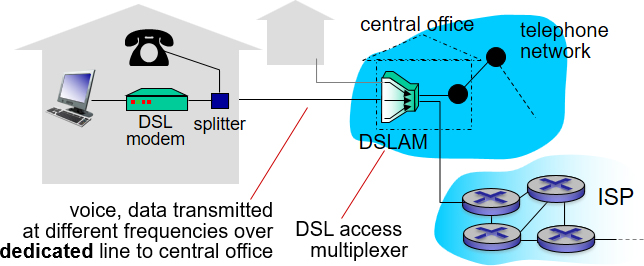 central office
telephone
network
DSL
modem
splitter
DSLAM
voice, data transmitted
at different frequencies over
dedicated line to central office
DSL access
multiplexer
ISP